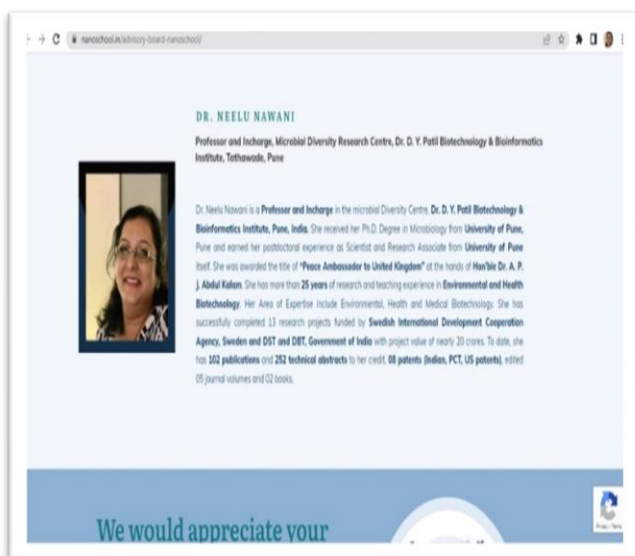 nanoschool.in/advisory-board-nanoschool/
DR. NEELU NAWANI
Professor and Incharge, Microbial Diversity Research Centre, Dr. D. Y. Patil Biotechnology & Bioinformatics
Institute, Tathawade, Pune
Dr. Neelu Nawani is a Professor and Incharge in the microbial Diversity Centre, Dr. D. Y. Patil Biotechnology &
Bioinformatics Institute, Pune, India. She received her Ph.D. Degree in Microbiology from University of Pune,
Pune and earned her postdoctoral experience as Scientist and Research Associate from University of Pune
itself. She was awarded the title of "Peace Ambassador to United Kingdom" at the hands of Hon'ble Dr. A. P.
J. Abdul Kalam. She has more than 25 years of research and teaching experience in Environmental and Health
Biotechnology. Her Area of Expertise include Environmental, Health and Medical Biotechnology. She has
successfully completed 13 research projects funded by Swedish International Development Cooperation
Agency, Sweden and DST and DBT, Government of India with project value of nearly 20 crores. To date, she
has 102 publications and 252 technical abstracts to her credit, 08 patents (Indian, PCT, US patents), edited
05 journal volumes and 02 books.
We would appreciate your
Privacy - Terms